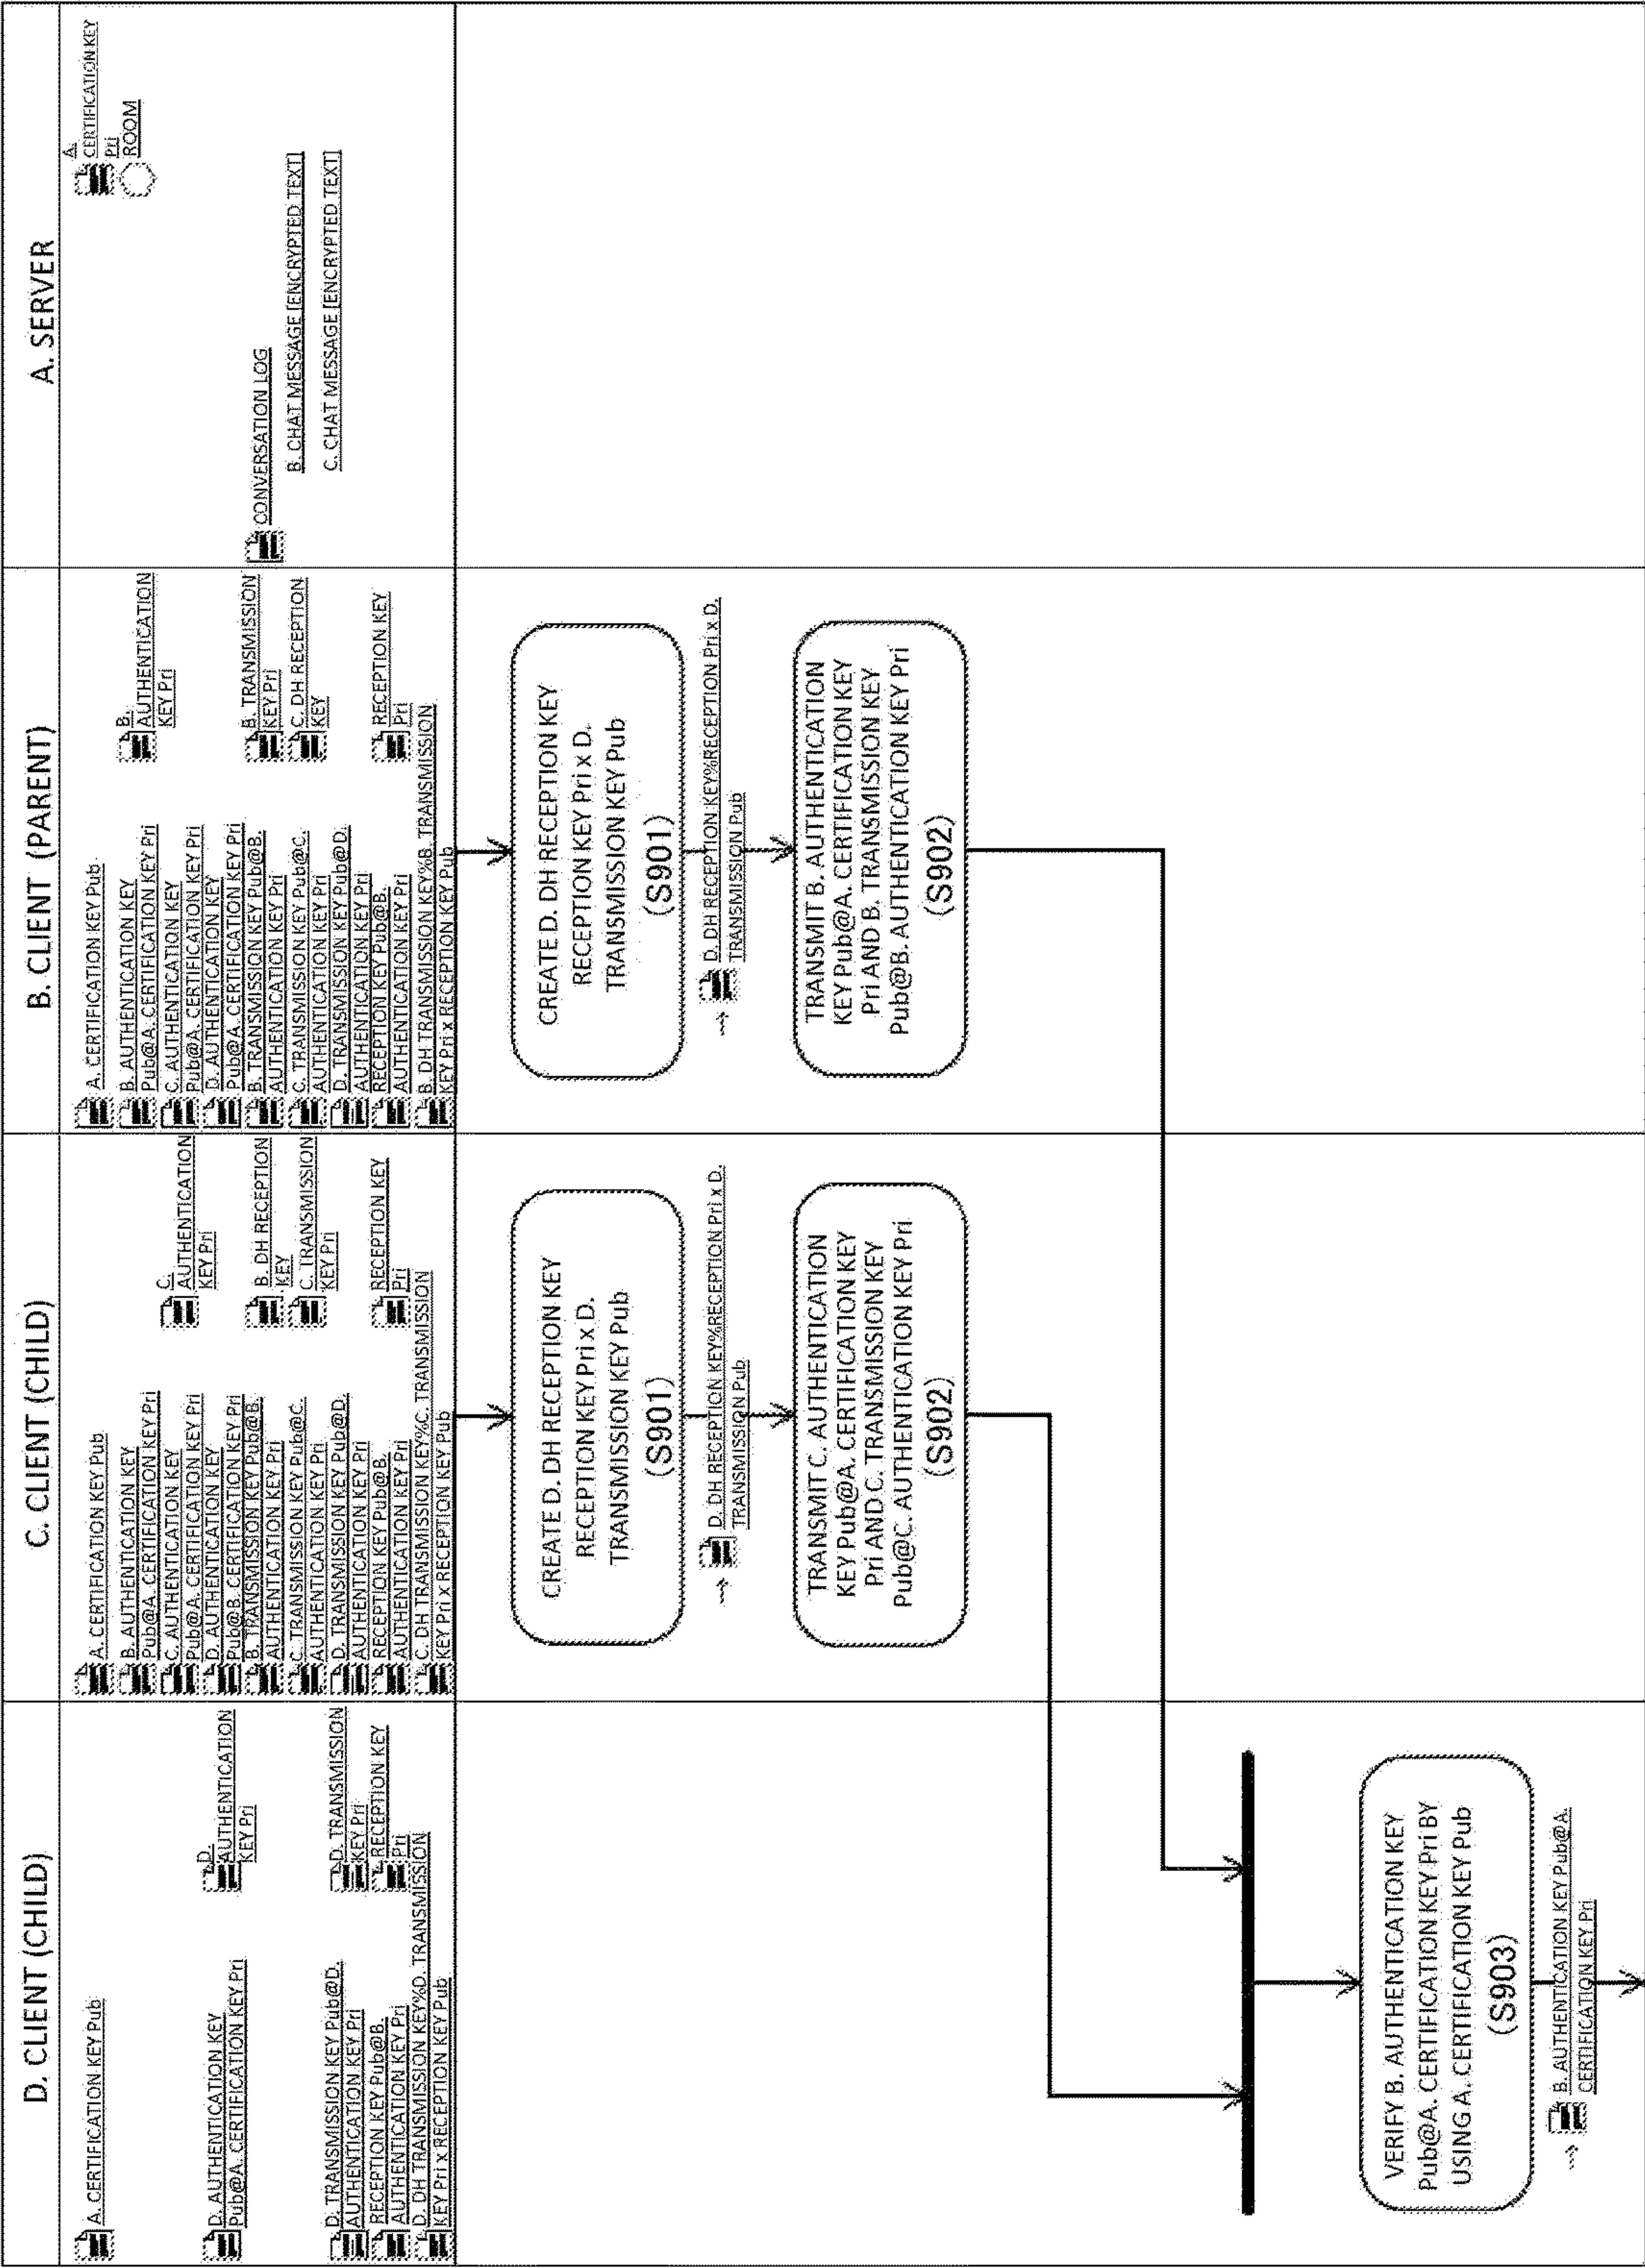 D. CLIENT (CHILD)
A. CERTIFICATION KEY Pub
D. AUTHENTICATION KEY
Pub@A. CERTIFICATION KEY Pri
D. TRANSMISSION KEY Pub@D.
AUTHENTICATION KEY Pri
RECEPTION KEY Pub@B.
AUTHENTICATION KEY Pri
D. DH TRANSMISSION KEY%D. TRANSMISSION
KEY Pri x RECEPTION KEY Pub
D.
AUTHENTICATION
KEY Pri
D. TRANSMISSION
KEY Pri
RECEPTION KEY
Pri
VERIFY B. AUTHENTICATION KEY
Pub@A. CERTIFICATION KEY Pri BY
USING A. CERTIFICATION KEY Pub
(S903)
B. AUTHENTICATION KEY Pub@A.
CERTIFICATION KEY Pri
C. CLIENT (CHILD)
A. CERTIFICATION KEY Pub
B. AUTHENTICATION KEY
Pub@A. CERTIFICATION KEY Pri
C. AUTHENTICATION KEY
Pub@A. CERTIFICATION KEY Pri
D. AUTHENTICATION KEY
Pub@B. CERTIFICATION KEY Pri
B. TRANSMISSION KEY Pub@B.
AUTHENTICATION KEY Pri
C. TRANSMISSION KEY Pub@C.
AUTHENTICATION KEY Pri
D. TRANSMISSION KEY Pub@D.
AUTHENTICATION KEY Pri
RECEPTION KEY Pub@B.
AUTHENTICATION KEY Pri
C. DH TRANSMISSION KEY%C. TRANSMISSION
KEY Pri x RECEPTION KEY Pub
C.
AUTHENTICATION
KEY Pri
B. DH RECEPTION
KEY
C. TRANSMISSION
KEY Pri
RECEPTION KEY
Pri
CREATE D. DH RECEPTION KEY
RECEPTION KEY Pri x D.
TRANSMISSION KEY Pub
(S901)
D. DH RECEPTION KEY%RECEPTION Pri x D.
TRANSMISSION Pub
TRANSMIT C. AUTHENTICATION
KEY Pub@A. CERTIFICATION KEY
Pri AND C. TRANSMISSION KEY
Pub@C. AUTHENTICATION KEY Pri
(S902)
B. CLIENT (PARENT)
A. CERTIFICATION KEY Pub
B. AUTHENTICATION KEY
Pub@A. CERTIFICATION KEY Pri
C. AUTHENTICATION KEY
Pub@A. CERTIFICATION KEY Pri
D. AUTHENTICATION KEY
Pub@A. CERTIFICATION KEY Pri
B. TRANSMISSION KEY Pub@B.
AUTHENTICATION KEY Pri
C. TRANSMISSION KEY Pub@C.
AUTHENTICATION KEY Pri
D. TRANSMISSION KEY Pub@D.
AUTHENTICATION KEY Pri
RECEPTION KEY Pub@B.
AUTHENTICATION KEY Pri
B. DH TRANSMISSION KEY%B. TRANSMISSION
KEY Pri x RECEPTION KEY Pub
B.
AUTHENTICATION
KEY Pri
B. TRANSMISSION
KEY Pri
C. DH RECEPTION
KEY
RECEPTION KEY
Pri
CREATE D. DH RECEPTION KEY
RECEPTION KEY Pri x D.
TRANSMISSION KEY Pub
(S901)
D. DH RECEPTION KEY%RECEPTION Pri x D.
TRANSMISSION Pub
TRANSMIT B. AUTHENTICATION
KEY Pub@A. CERTIFICATION KEY
Pri AND B. TRANSMISSION KEY
Pub@B. AUTHENTICATION KEY Pri
(S902)
A. SERVER
A.
CERTIFICATION KEY
Pri
ROOM
CONVERSATION LOG
B. CHAT MESSAGE [ENCRYPTED TEXT]
C. CHAT MESSAGE [ENCRYPTED TEXT]